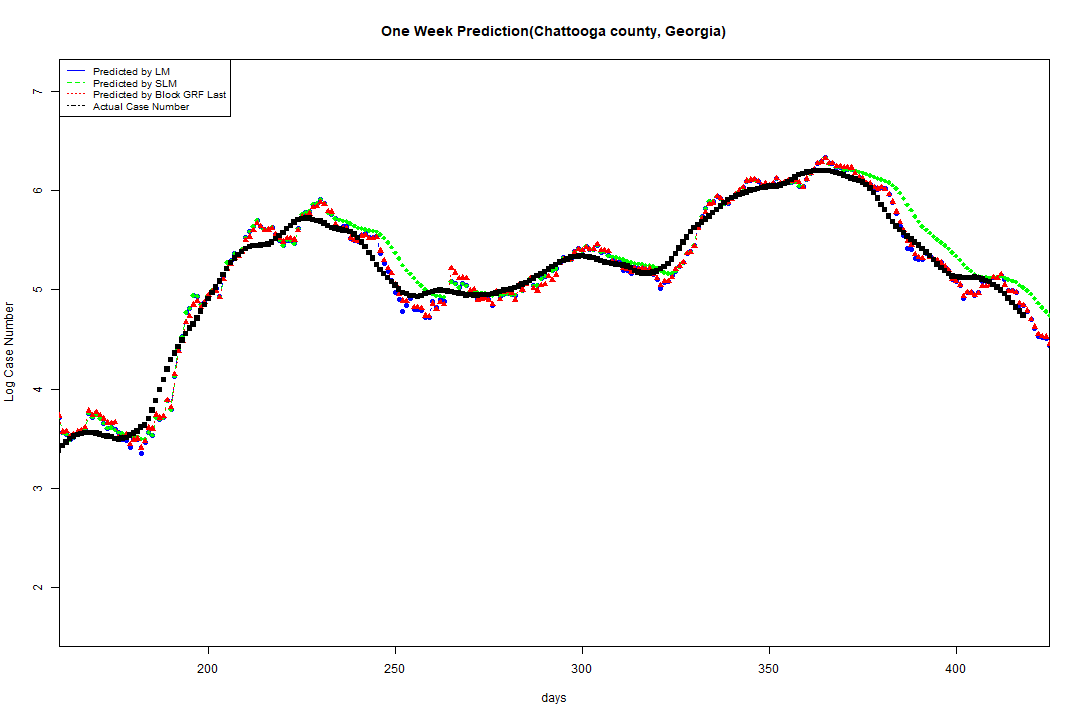 One Week Prediction(Chattooga county, Georgia)
Predicted by LM
Predicted by SLM
Predicted by Block GRF Last
Actual Case Number
7
6
5
4
3
2
Log Case Number
200 250 300 350 400
days